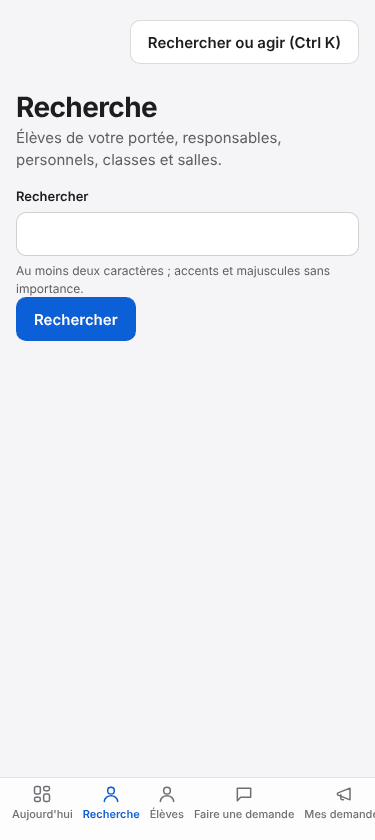 Rechercher ou agir (Ctrl K)
Recherche
Élèves de votre portée, responsables,
personnels, classes et salles.
Rechercher
Au moins deux caractères ; accents et majuscules sans
importance.
Rechercher
Aujourd'hui Recherche Élèves Faire une demande Mes demande